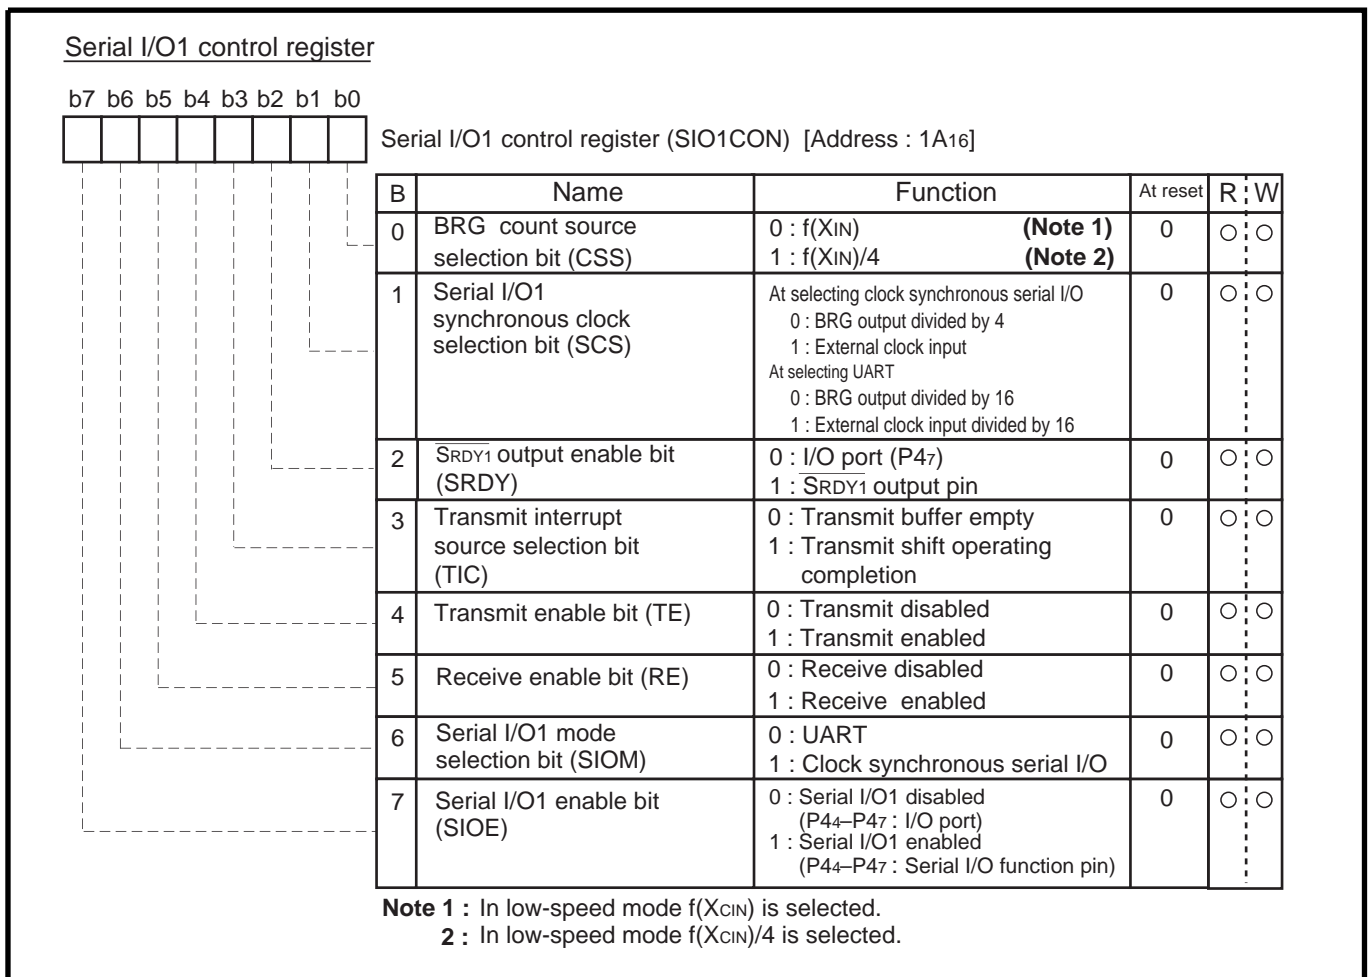 Serial I/O1 control register
b7 b6 b5 b4 b3 b2 b1 b0
Serial I/O1 control register (SIO1CON) [Address : 1A16]
B Name Function At reset R W
0 BRG count source selection bit (CSS) 0 : f(XIN) (Note 1) 0
1 : f(XIN)/4 (Note 2)
1 Serial I/O1 synchronous clock selection bit (SCS) At selecting clock synchronous serial I/O 0
0 : BRG output divided by 4
1 : External clock input
At selecting UART
0 : BRG output divided by 16
1 : External clock input divided by 16
2 SRDY1 output enable bit (SRDY) 0 : I/O port (P47) 0
1 : SRDY1 output pin
3 Transmit interrupt source selection bit (TIC) 0 : Transmit buffer empty 0
1 : Transmit shift operating
completion
4 Transmit enable bit (TE) 0 : Transmit disabled 0
1 : Transmit enabled
5 Receive enable bit (RE) 0 : Receive disabled 0
1 : Receive enabled
6 Serial I/O1 mode selection bit (SIOM) 0 : UART 0
1 : Clock synchronous serial I/O
7 Serial I/O1 enable bit (SIOE) 0 : Serial I/O1 disabled 0
(P44–P47 : I/O port)
1 : Serial I/O1 enabled
(P44–P47 : Serial I/O function pin)
Note 1 : In low-speed mode f(XCIN) is selected.
2 : In low-speed mode f(XCIN)/4 is selected.